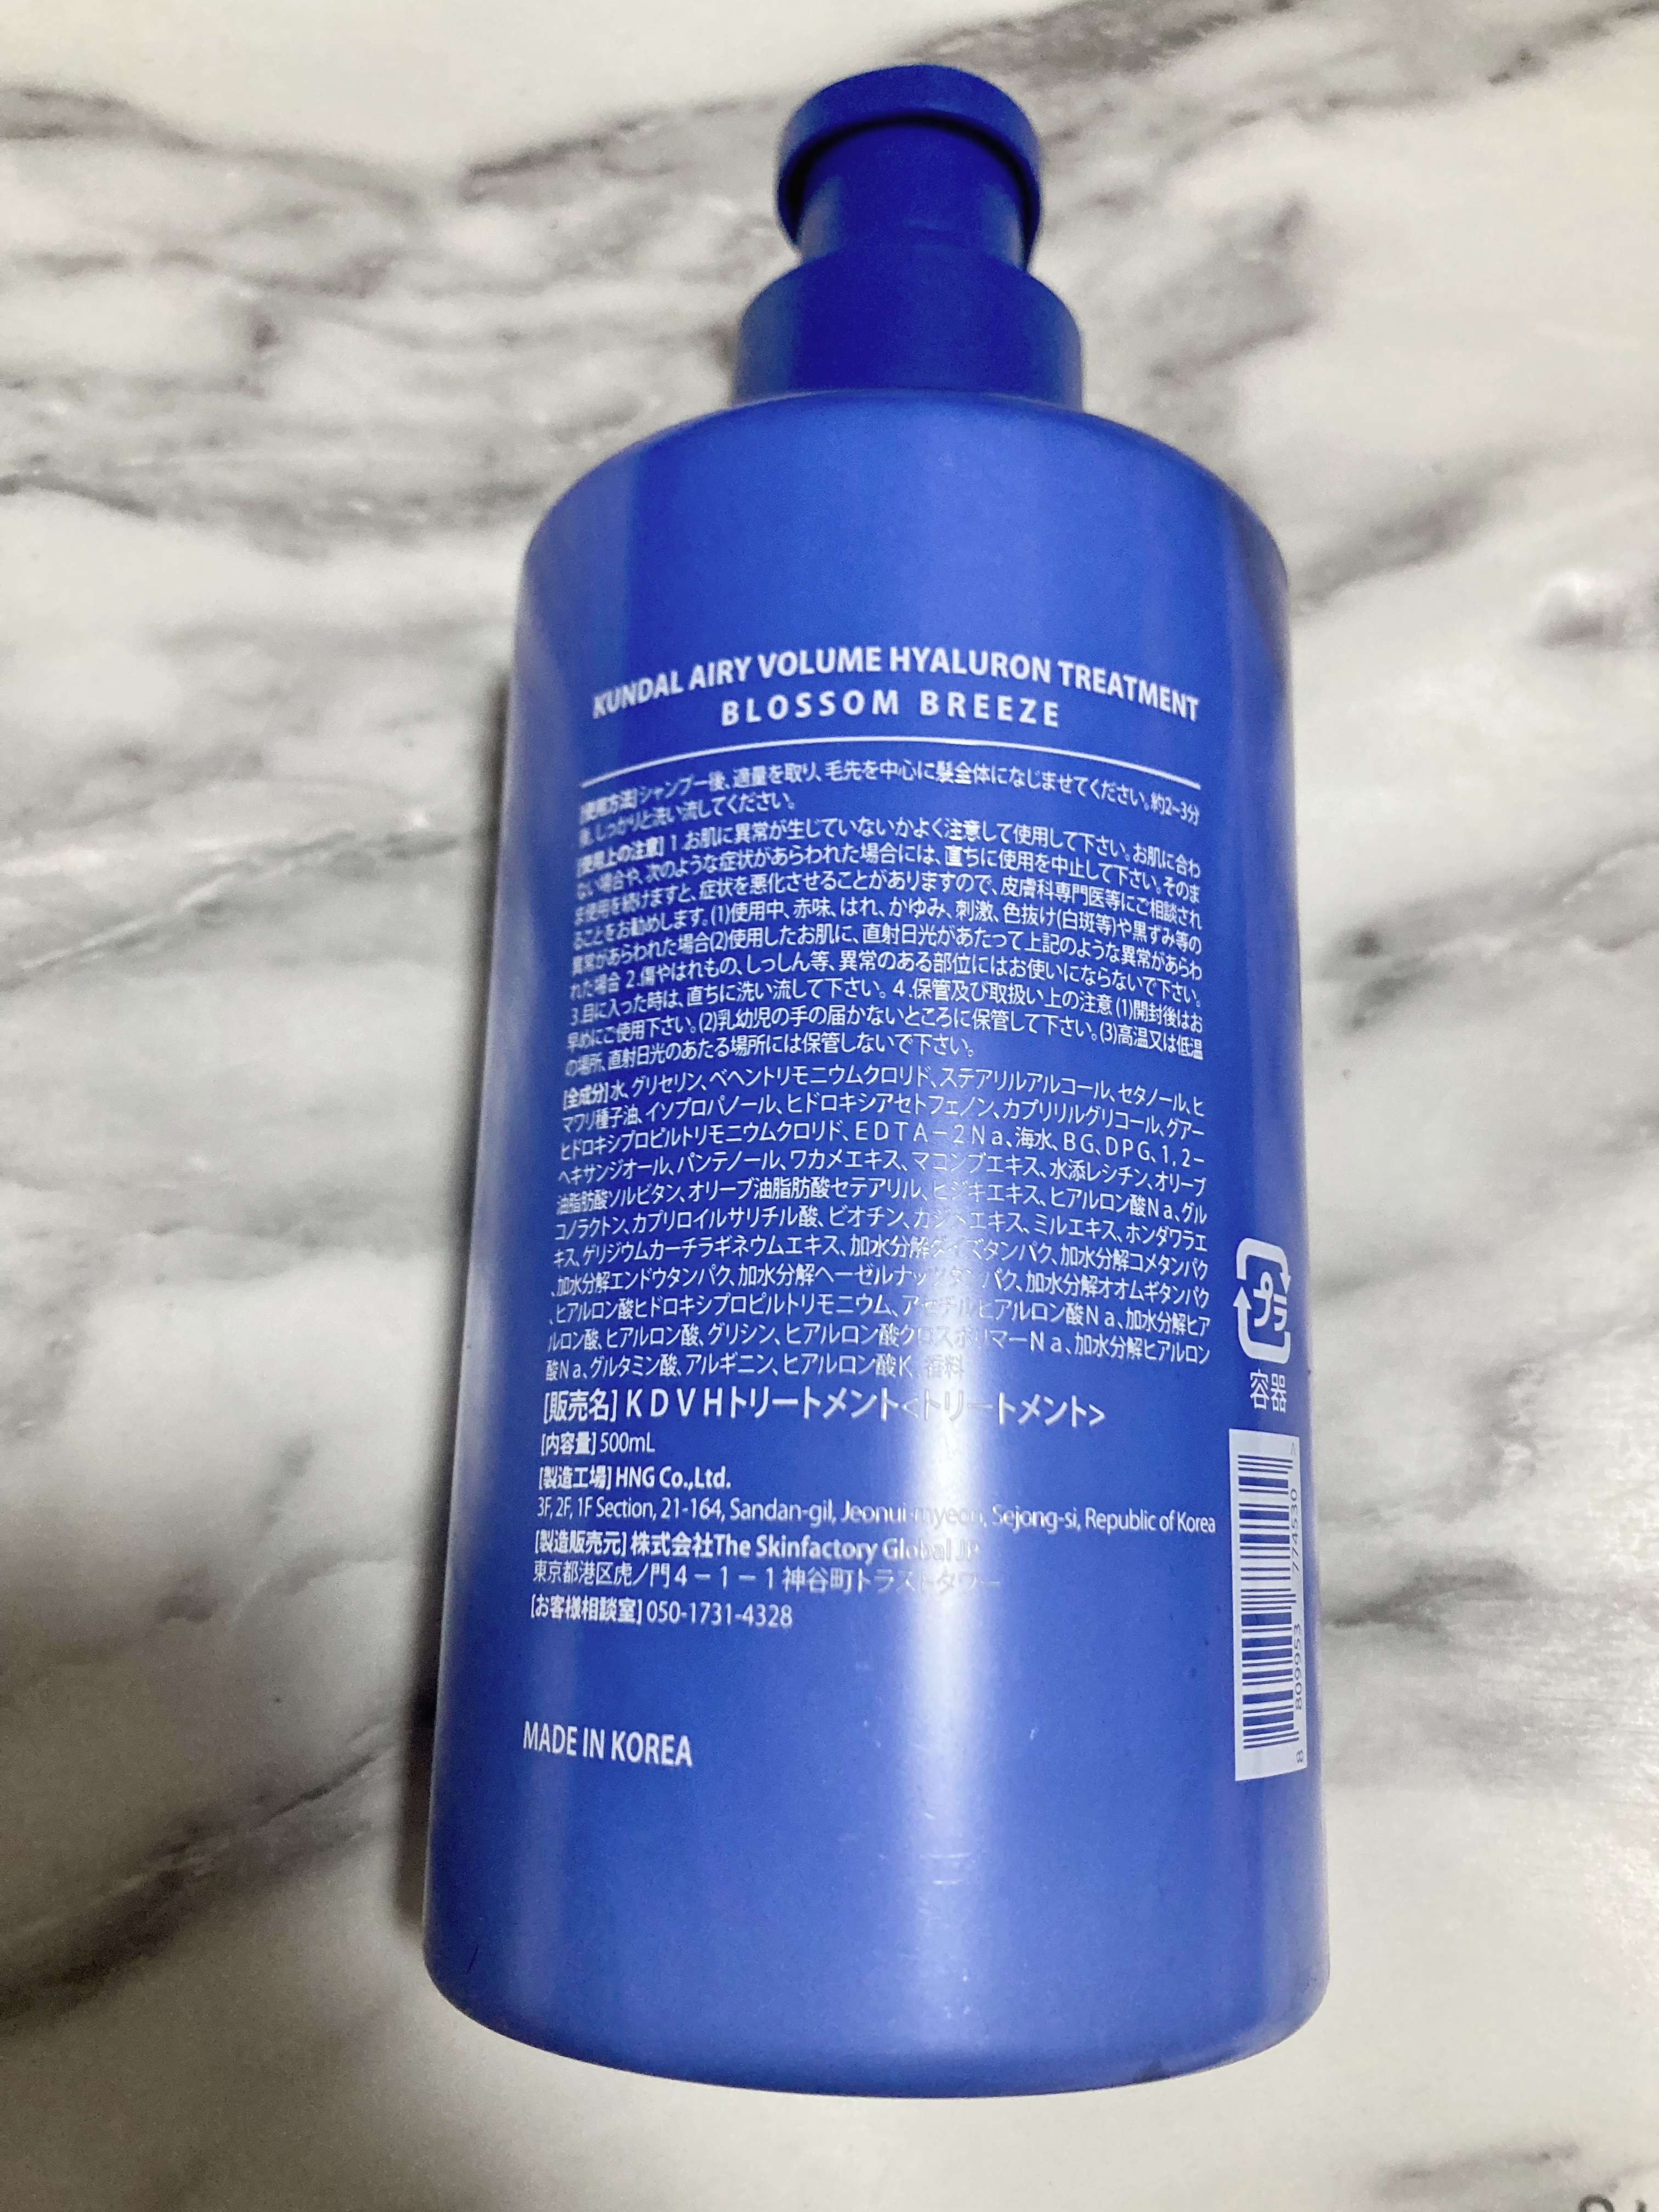 KUNDAL AIRY VOLUME HYALURON TREATMENT
BLOSSOM BREEZE
[使用方法]シャンプー後、適量を取り、毛先を中心に髪全体になじませてください。約2~3分
後、しっかりと洗い流してください。
[使用上の注意] 1.お肌に異常が生じていないかよく注意して使用して下さい。お肌に合わ
ない場合や、次のような症状があらわれた場合には、直ちに使用を中止して下さい。そのま
ま使用を続けますと、症状を悪化させることがありますので、皮膚科専門医等にご相談され
ることをお勧めします。(1)使用中、赤味、はれ、かゆみ、刺激、色抜け(白斑等)や黒ずみ等の
異常があらわれた場合(2)使用したお肌に、直射日光があたって上記のような異常があらわ
れた場合 2.傷やはれもの、しっしん等、異常のある部位にはお使いにならないで下さい。
3.目に入った時は、直ちに洗い流して下さい。 4.保管及び取扱い上の注意 (1)開封後はお
早めにご使用下さい。(2)乳幼児の手の届かないところに保管して下さい。(3)高温又は低温
の場所、直射日光のあたる場所には保管しないで下さい。
[全成分]水、グリセリン、ベヘントリモニウムクロリド、ステアリルアルコール、セタノール、ヒ
マワリ種子油、イソプロパノール、ヒドロキシアセトフェノン、カプリリルグリコール、グアー
ヒドロキシプロピルトリモニウムクロリド、EDTA－2Na、海水、BG、DPG、1,2－
ヘキサンジオール、パンテノール、ワカメエキス、マコンブエキス、水添レシチン、オリーブ
油脂肪酸ソルビタン、オリーブ油脂肪酸セテアリル、ヒジキエキス、ヒアルロン酸Na、グル
コノラクトン、カプリロイルサリチル酸、ビオチン、カジメエキス、ミルエキス、ホンダワラエ
キス、ゲリジウムカーチラギネウムエキス、加水分解ダイズタンパク、加水分解コメタンパク
、加水分解エンドウタンパク、加水分解ヘーゼルナッツタンパク、加水分解オオムギタンパク
、ヒアルロン酸ヒドロキシプロピルトリモニウム、アセチルヒアルロン酸Na、加水分解ヒア
ルロン酸、ヒアルロン酸、グリシン、ヒアルロン酸クロスポリマーNa、加水分解ヒアルロン
酸Na、グルタミン酸、アルギニン、ヒアルロン酸K、香料
[販売名] KDVHトリートメント<トリートメント>
[内容量] 500mL
[製造工場] HNG Co.,Ltd.
3F, 2F, 1F Section, 21-164, Sandan-gil, Jeonui-myeon, Sejong-si, Republic of Korea
[製造販売元] 株式会社The Skinfactory Global JP
東京都港区虎ノ門4－1－1神谷町トラストタワー
[お客様相談室] 050-1731-4328
MADE IN KOREA
プラ
容器
8 809953 774530 >